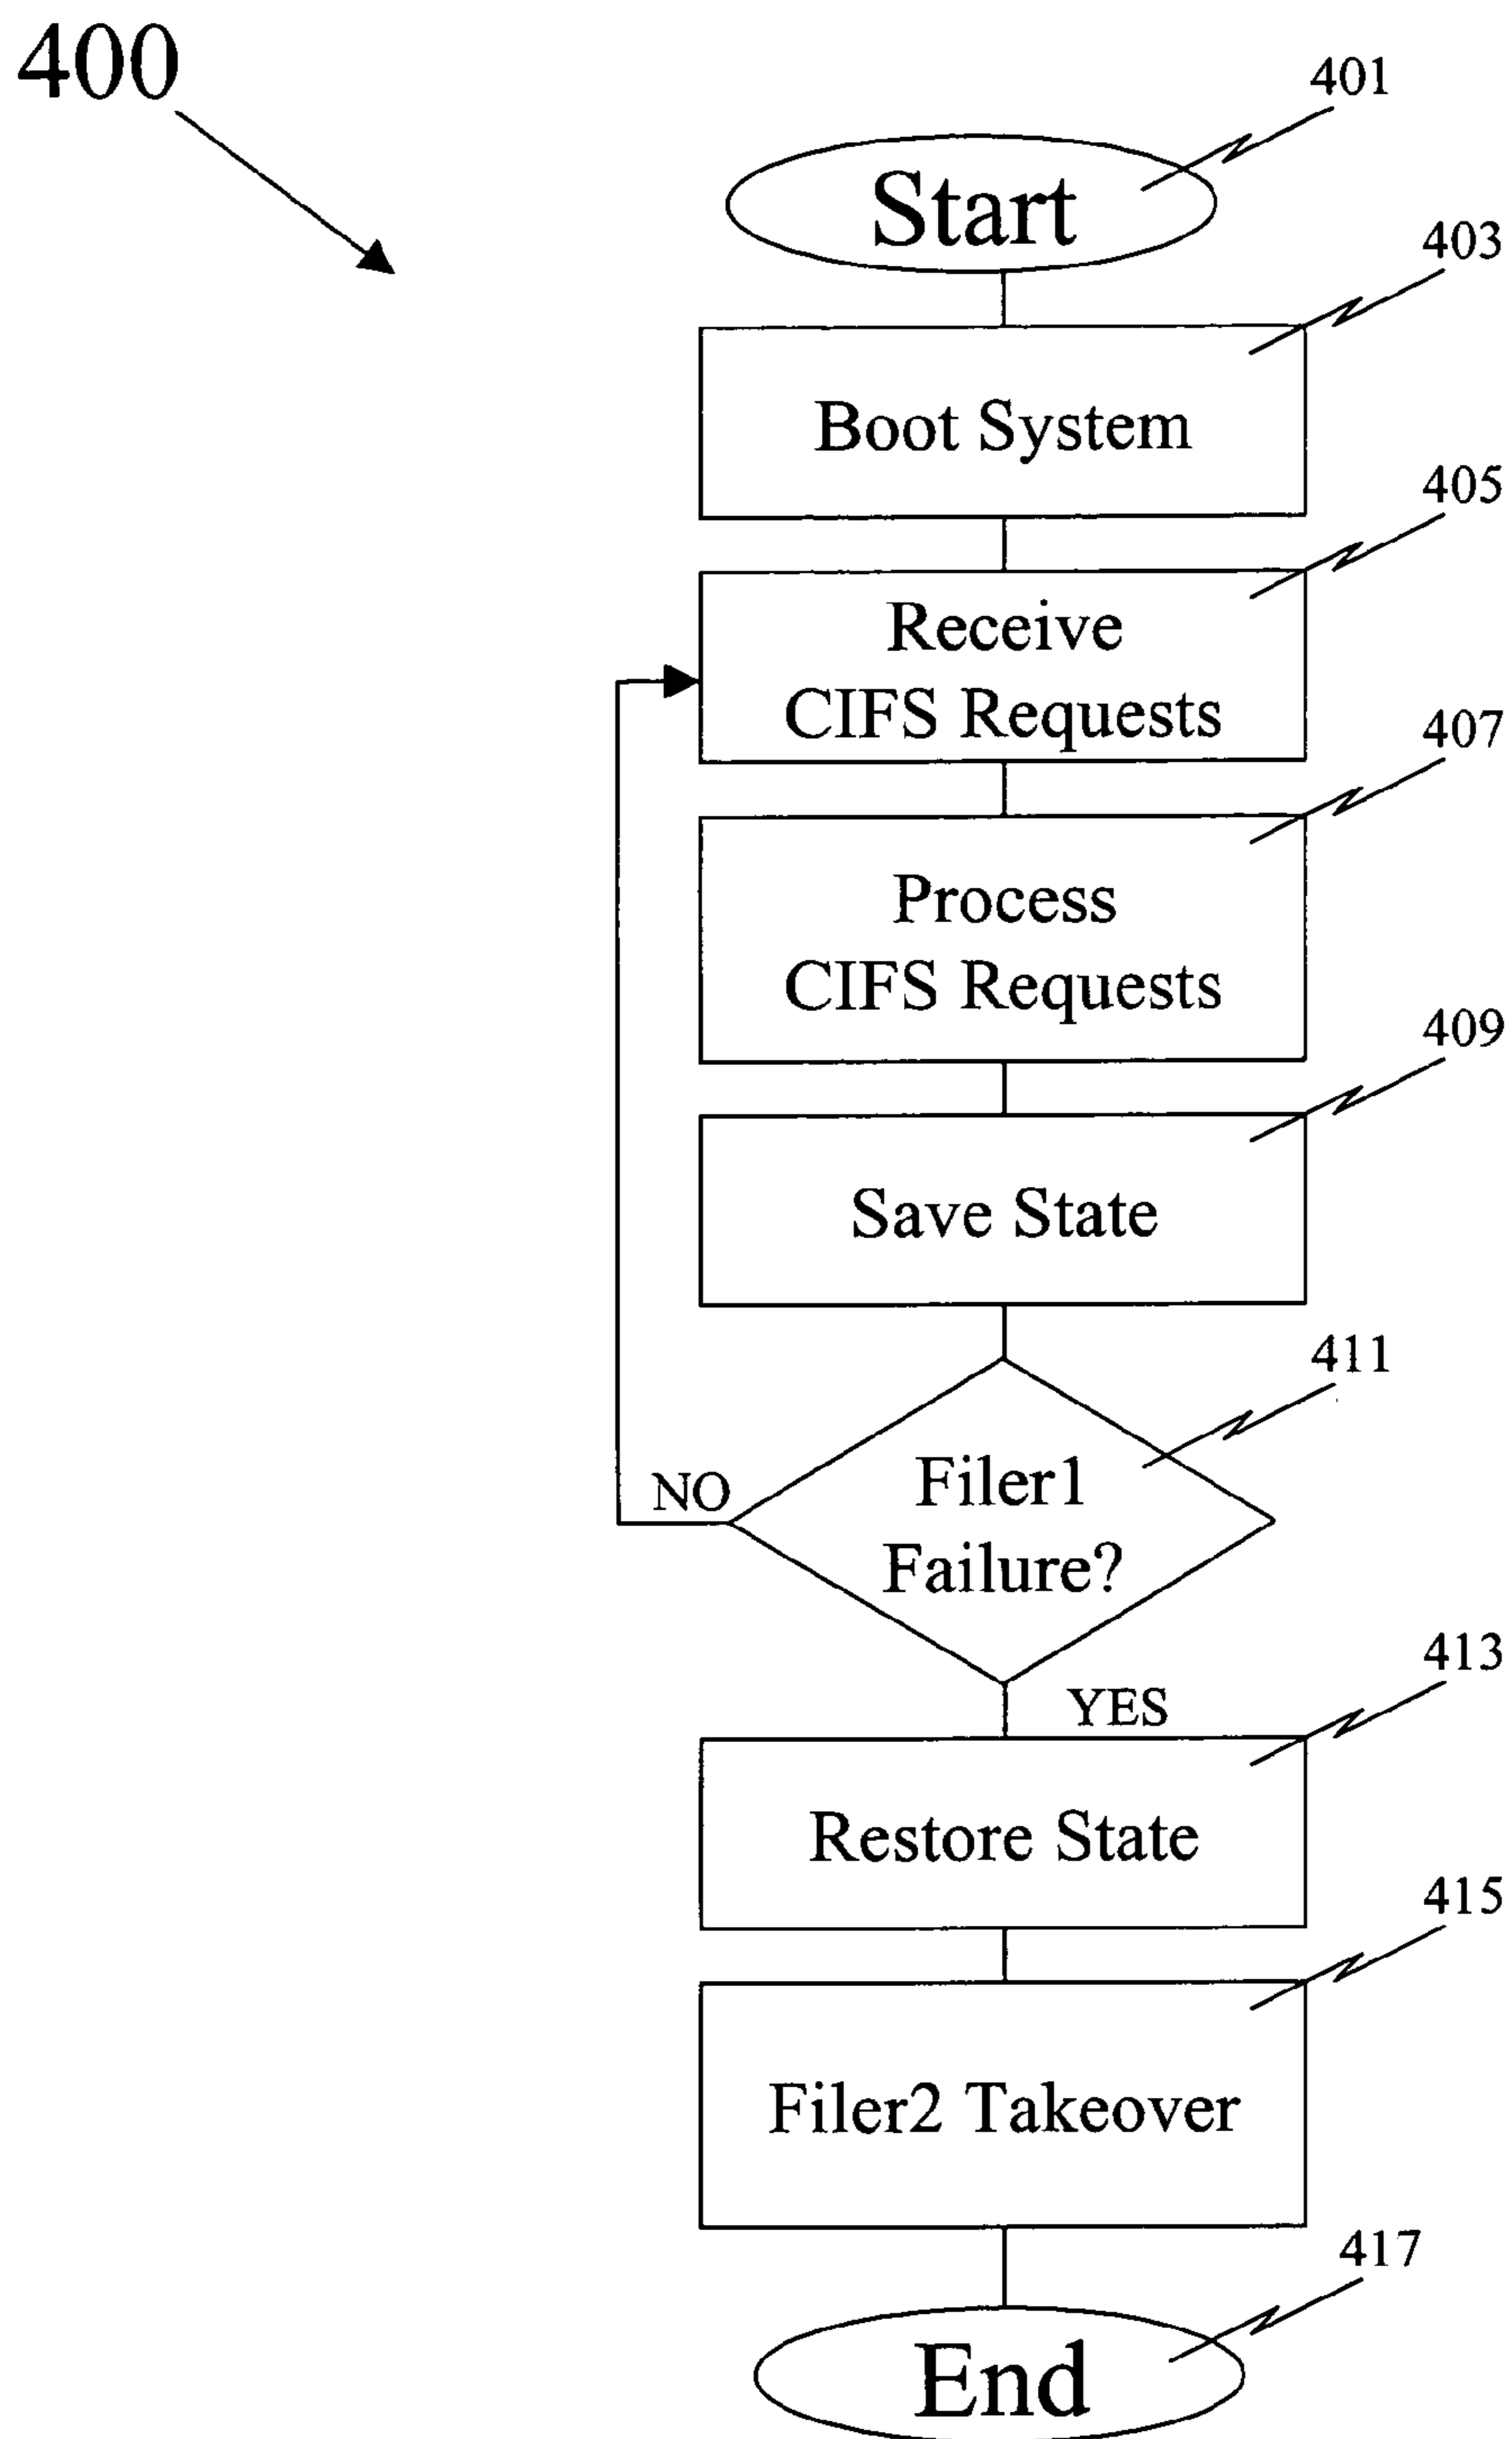 400
401
Start
403
Boot System
405
Receive
CIFS Requests
407
Process
CIFS Requests
409
Save State
411
Filer1
Failure?
NO
YES
413
Restore State
415
Filer2 Takeover
417
End